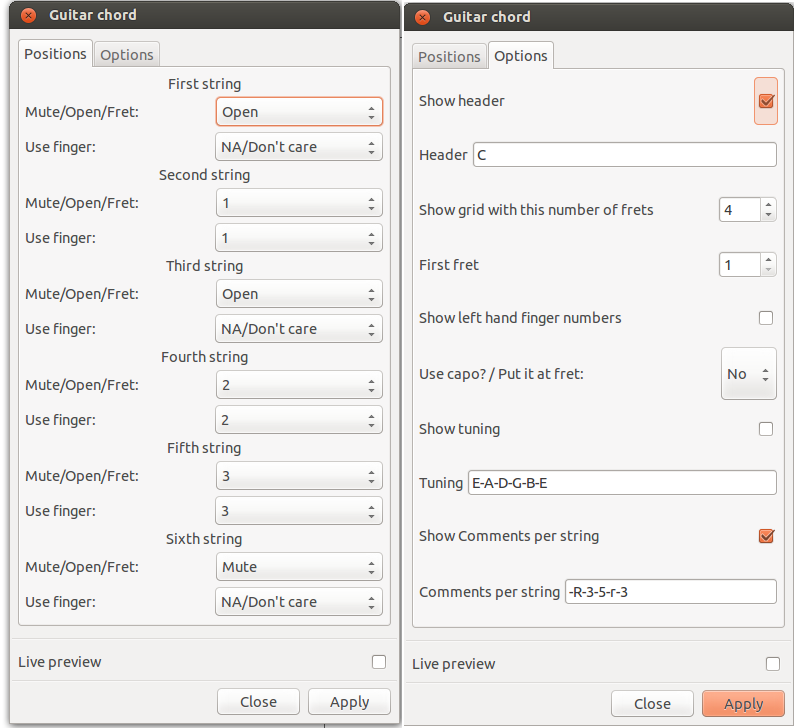 Guitar chord
Positions
Options
First string
Mute/Open/Fret:
Open
Use finger:
NA/Don't care
Second string
Mute/Open/Fret:
1
Use finger:
1
Third string
Mute/Open/Fret:
Open
Use finger:
NA/Don't care
Fourth string
Mute/Open/Fret:
2
Use finger:
2
Fifth string
Mute/Open/Fret:
3
Use finger:
3
Sixth string
Mute/Open/Fret:
Mute
Use finger:
NA/Don't care
Live preview
Close
Apply
Guitar chord
Positions
Options
Show header
Header
C
Show grid with this number of frets
4
First fret
1
Show left hand finger numbers
Use capo? / Put it at fret:
No
Show tuning
Tuning
E-A-D-G-B-E
Show Comments per string
Comments per string
-R-3-5-r-3
Live preview
Close
Apply